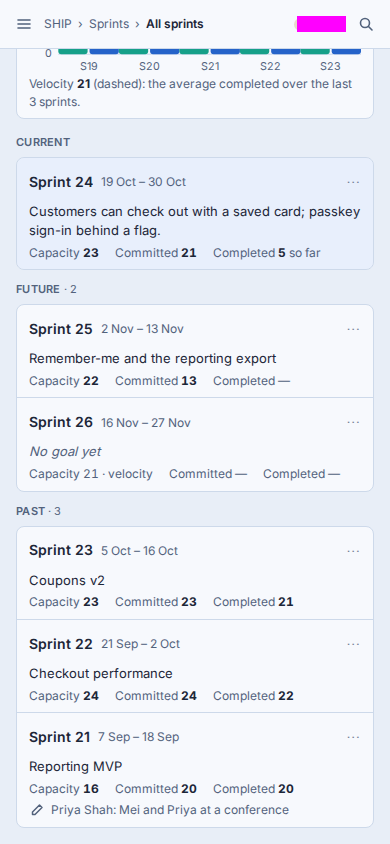 SHIP › Sprints › All sprints
0
S19 S20 S21 S22 S23
Velocity 21 (dashed): the average completed over the last
3 sprints.
CURRENT
Sprint 24 19 Oct – 30 Oct ···
Customers can check out with a saved card; passkey
sign-in behind a flag.
Capacity 23 Committed 21 Completed 5 so far
FUTURE · 2
Sprint 25 2 Nov – 13 Nov ···
Remember-me and the reporting export
Capacity 22 Committed 13 Completed —
Sprint 26 16 Nov – 27 Nov ···
No goal yet
Capacity 21 · velocity Committed — Completed —
PAST · 3
Sprint 23 5 Oct – 16 Oct ···
Coupons v2
Capacity 23 Committed 23 Completed 21
Sprint 22 21 Sep – 2 Oct ···
Checkout performance
Capacity 24 Committed 24 Completed 22
Sprint 21 7 Sep – 18 Sep ···
Reporting MVP
Capacity 16 Committed 20 Completed 20
Priya Shah: Mei and Priya at a conference